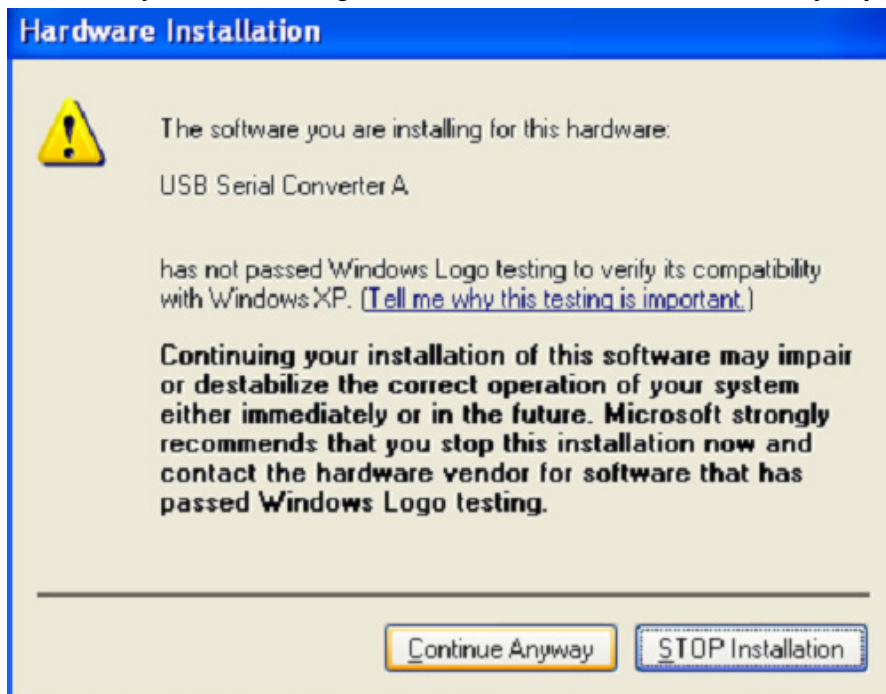 Hardware Installation
The software you are installing for this hardware:
USB Serial Converter A
has not passed Windows Logo testing to verify its compatibility
with Windows XP. (Tell me why this testing is important.)
Continuing your installation of this software may impair
or destabilize the correct operation of your system
either immediately or in the future. Microsoft strongly
recommends that you stop this installation now and
contact the hardware vendor for software that has
passed Windows Logo testing.
Continue Anyway
STOP Installation